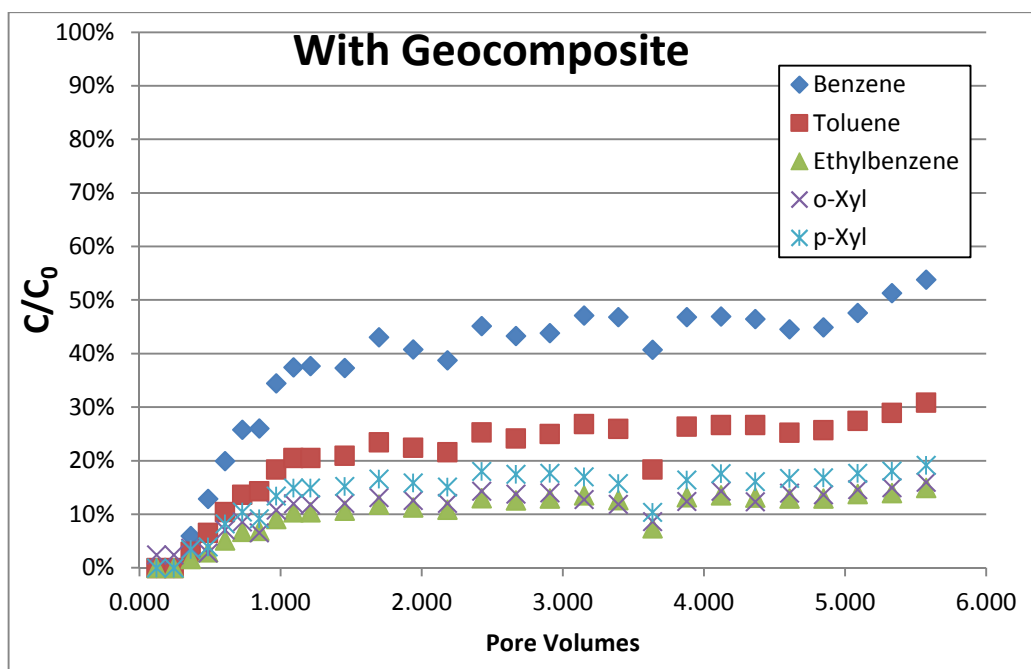 With Geocomposite
100%
90%
80%
70%
60%
50%
40%
30%
20%
10%
0%
C/C₀
Benzene
Toluene
Ethylbenzene
o-Xyl
p-Xyl
0.000 1.000 2.000 3.000 4.000 5.000 6.000
Pore Volumes